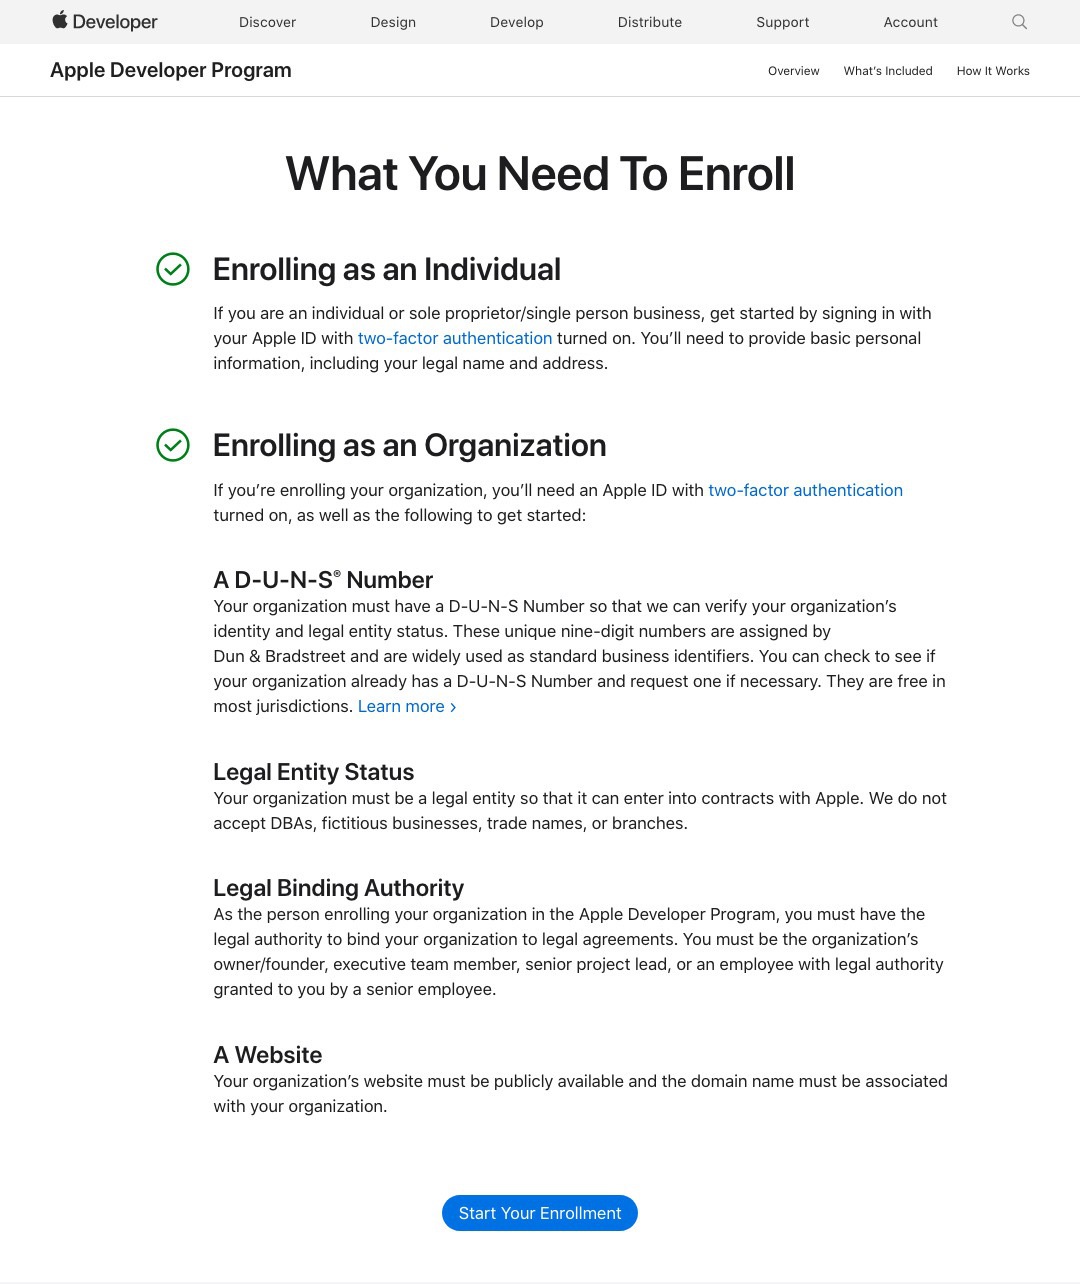 Developer
Discover
Design
Develop
Distribute
Support
Account
Apple Developer Program
Overview
What's Included
How It Works
What You Need To Enroll
Enrolling as an Individual
If you are an individual or sole proprietor/single person business, get started by signing in with
your Apple ID with two-factor authentication turned on. You’ll need to provide basic personal
information, including your legal name and address.
Enrolling as an Organization
If you’re enrolling your organization, you’ll need an Apple ID with two-factor authentication
turned on, as well as the following to get started:
A D-U-N-S® Number
Your organization must have a D-U-N-S Number so that we can verify your organization’s
identity and legal entity status. These unique nine-digit numbers are assigned by
Dun & Bradstreet and are widely used as standard business identifiers. You can check to see if
your organization already has a D-U-N-S Number and request one if necessary. They are free in
most jurisdictions. Learn more ›
Legal Entity Status
Your organization must be a legal entity so that it can enter into contracts with Apple. We do not
accept DBAs, fictitious businesses, trade names, or branches.
Legal Binding Authority
As the person enrolling your organization in the Apple Developer Program, you must have the
legal authority to bind your organization to legal agreements. You must be the organization’s
owner/founder, executive team member, senior project lead, or an employee with legal authority
granted to you by a senior employee.
A Website
Your organization’s website must be publicly available and the domain name must be associated
with your organization.
Start Your Enrollment